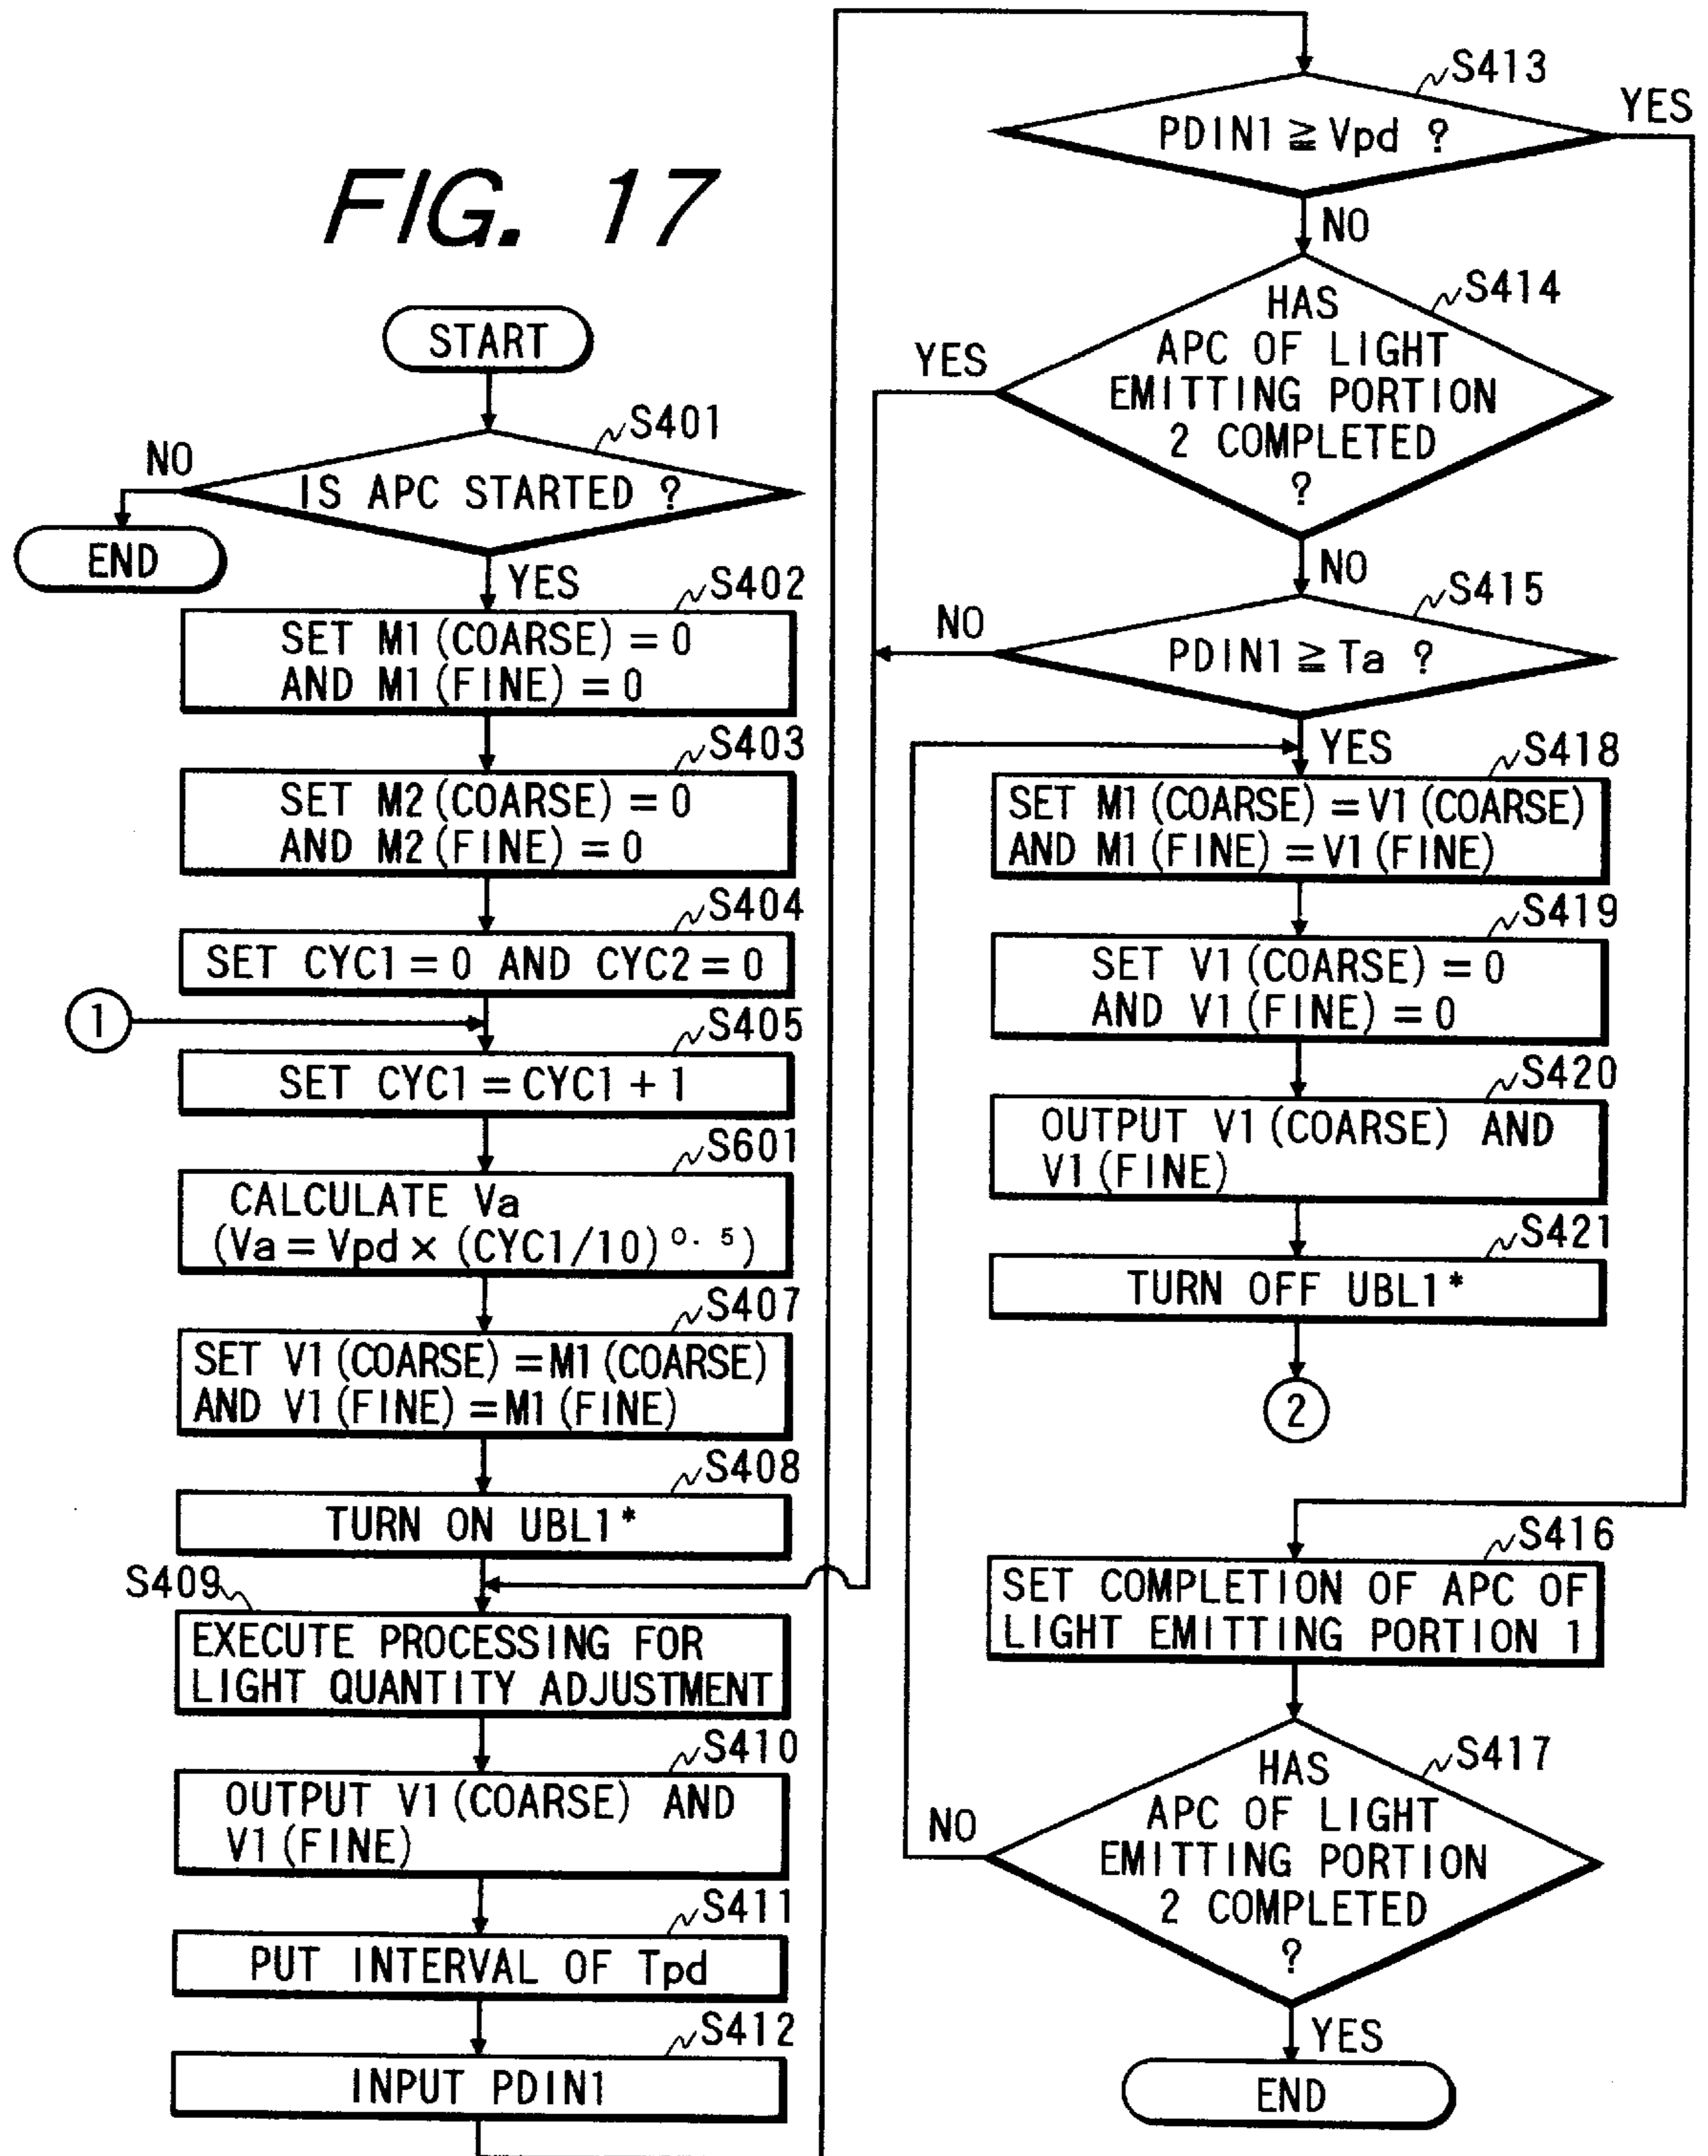 FIG. 17
START
S401
NO
IS APC STARTED ?
END
YES
S402
SET M1 (COARSE) = 0
AND M1 (FINE) = 0
S403
SET M2 (COARSE) = 0
AND M2 (FINE) = 0
S404
SET CYC1 = 0 AND CYC2 = 0
1
S405
SET CYC1 = CYC1 + 1
S601
CALCULATE Va
(Va = Vpd × (CYC1/10)^0.5)
S407
SET V1 (COARSE) = M1 (COARSE)
AND V1 (FINE) = M1 (FINE)
S408
TURN ON UBL1*
S409
EXECUTE PROCESSING FOR
LIGHT QUANTITY ADJUSTMENT
S410
OUTPUT V1 (COARSE) AND
V1 (FINE)
S411
PUT INTERVAL OF Tpd
S412
INPUT PDIN1
S413
PDIN1 ≧ Vpd ?
YES
NO
S414
HAS
APC OF LIGHT
EMITTING PORTION
2 COMPLETED
?
YES
NO
S415
PDIN1 ≧ Ta ?
NO
YES
S418
SET M1 (COARSE) = V1 (COARSE)
AND M1 (FINE) = V1 (FINE)
S419
SET V1 (COARSE) = 0
AND V1 (FINE) = 0
S420
OUTPUT V1 (COARSE) AND
V1 (FINE)
S421
TURN OFF UBL1*
2
S416
SET COMPLETION OF APC OF
LIGHT EMITTING PORTION 1
S417
HAS
APC OF LIGHT
EMITTING PORTION
2 COMPLETED
?
NO
YES
END